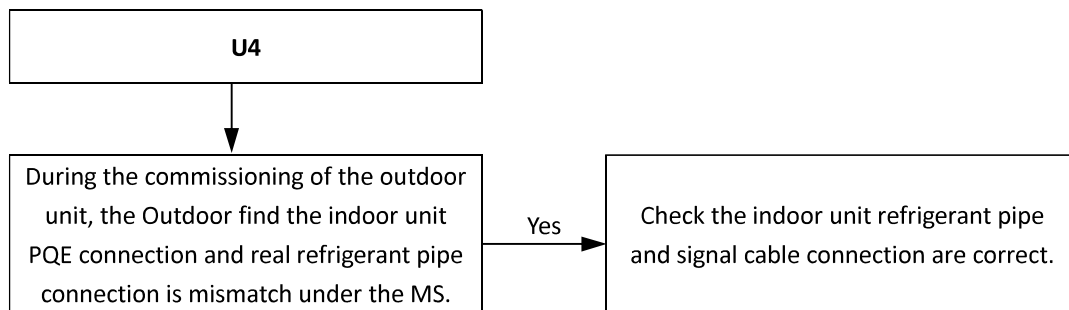 U4
During the commissioning of the outdoor
unit, the Outdoor find the indoor unit
PQE connection and real refrigerant pipe
connection is mismatch under the MS.
Yes
Check the indoor unit refrigerant pipe
and signal cable connection are correct.